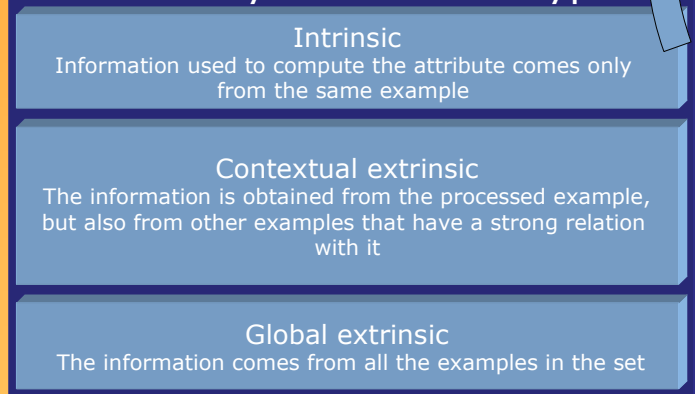 Intrinsic
Information used to compute the attribute comes only
from the same example
Contextual extrinsic
The information is obtained from the processed example,
but also from other examples that have a strong relation
with it
Global extrinsic
The information comes from all the examples in the set